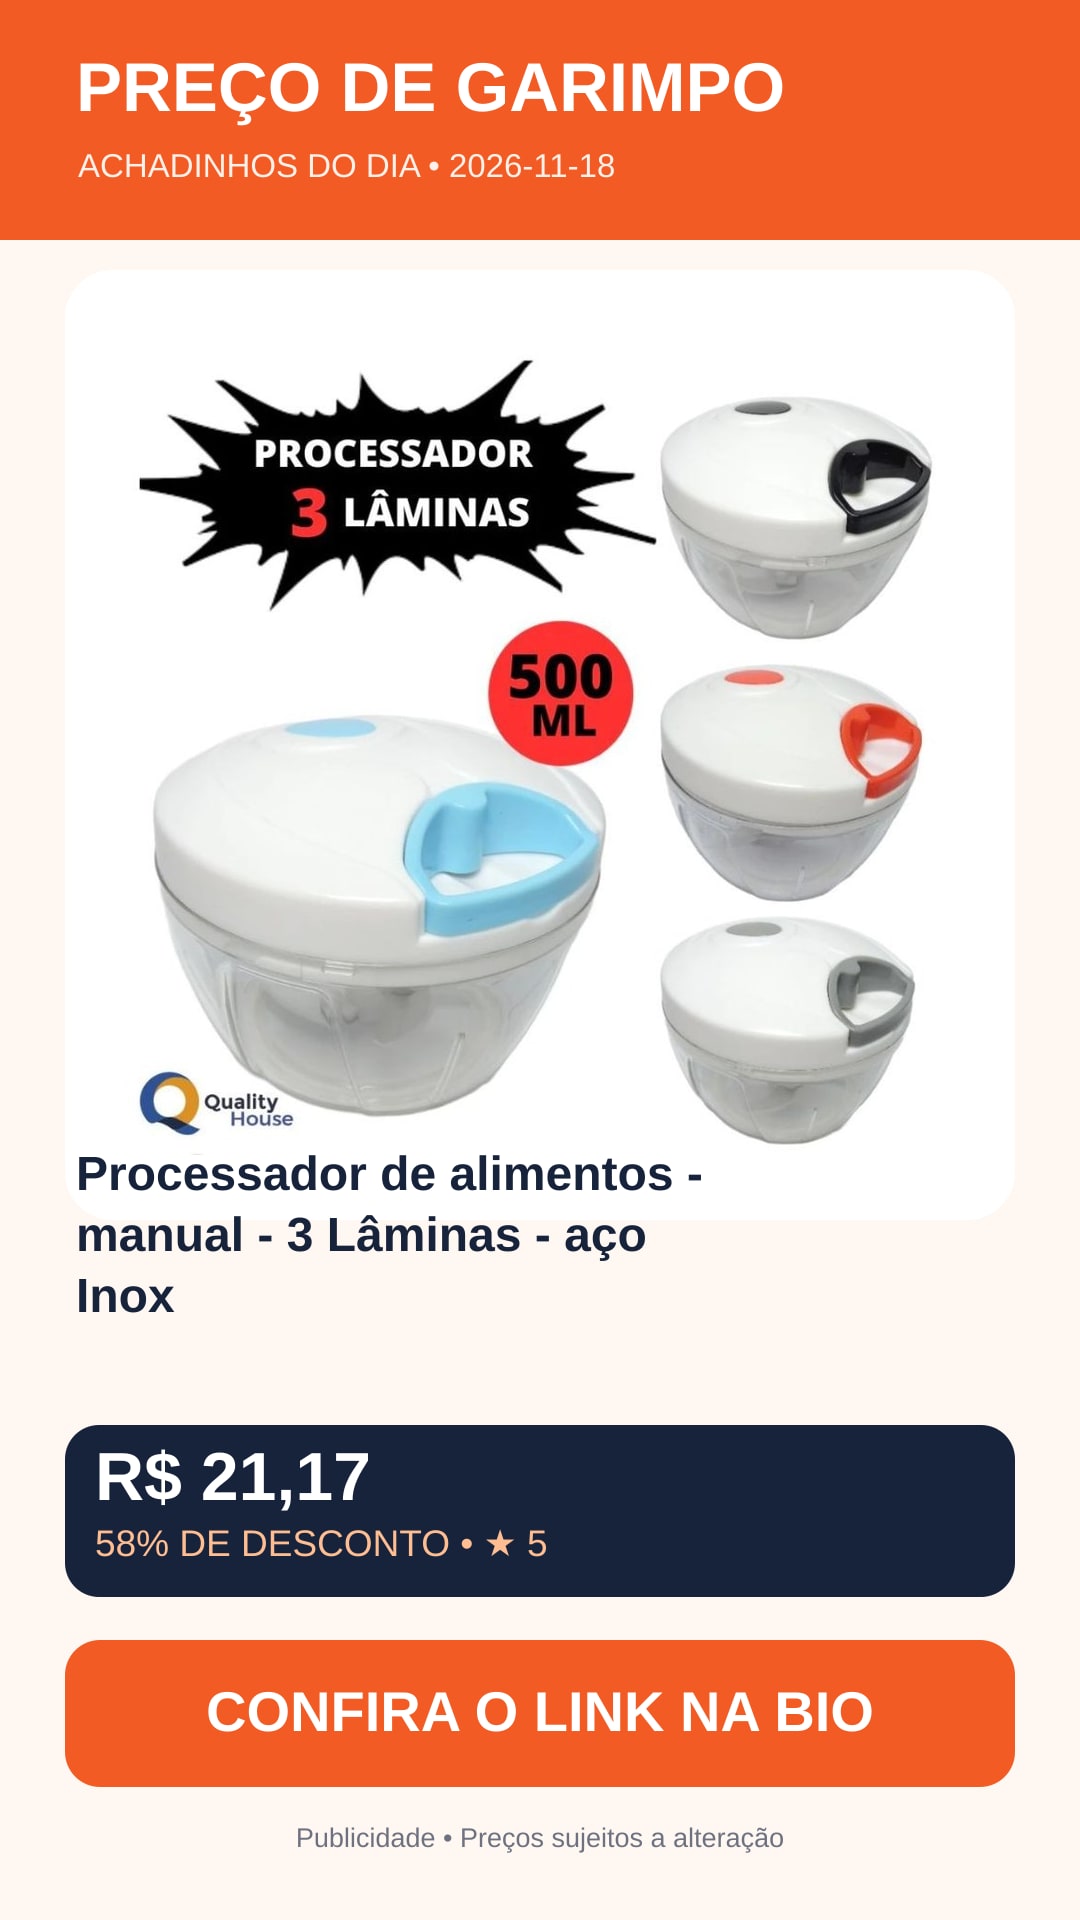 PREÇO DE GARIMPO
ACHADINHOS DO DIA • 2026-11-18
PROCESSADOR
3 LÂMINAS
500
ML
Quality
House
Processador de alimentos -
manual - 3 Lâminas - aço
Inox
R$ 21,17
58% DE DESCONTO • ★ 5
CONFIRA O LINK NA BIO
Publicidade • Preços sujeitos a alteração